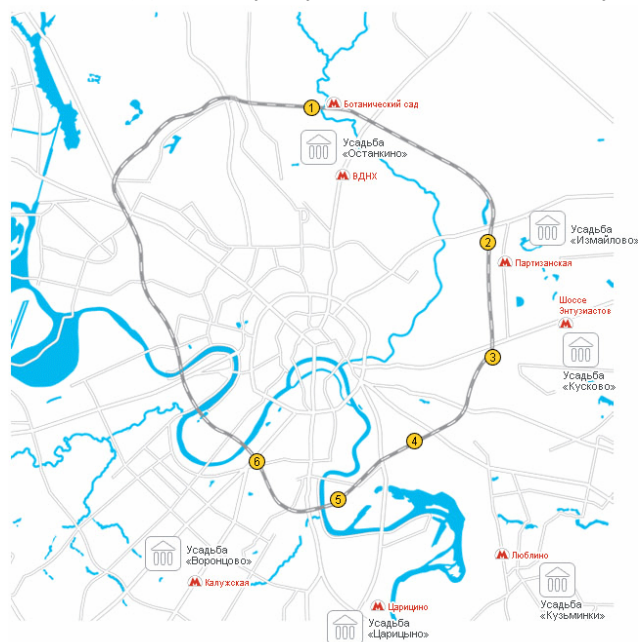 1
Ботанический сад
Усадьба
«Останкино»
ВДНХ
2
Усадьба
«Измайлово»
Партизанская
Шоссе
Энтузиастов
3
Усадьба
«Кусково»
4
6
5
Усадьба
«Воронцово»
Калужская
Люблино
Царицино
Усадьба
«Кузьминки»
Усадьба
«Царицыно»